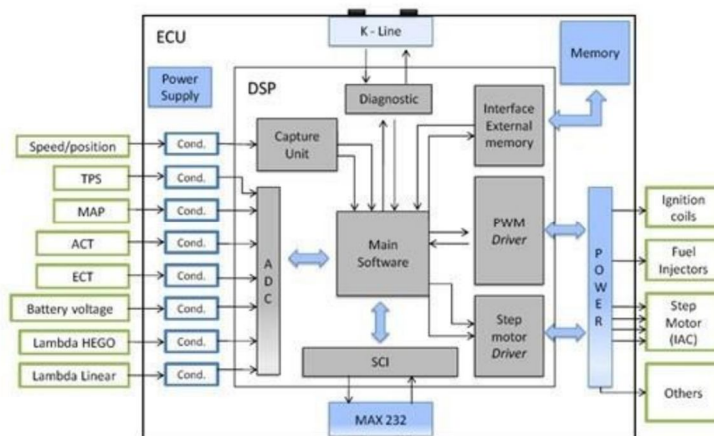 ECU
K - Line
Memory
Power
Supply
DSP
Diagnostic
Interface
External
memory
Capture
Unit
Speed/position
Cond.
TPS
Cond.
MAP
Cond.
ACT
Cond.
ECT
Cond.
Battery voltage
Cond.
Lambda HEGO
Cond.
Lambda Linear
Cond.
A
D
C
Main
Software
PWM
Driver
Step
motor
Driver
SCI
MAX 232
P
O
W
E
R
Ignition
coils
Fuel
Injectors
Step
Motor
(IAC)
Others